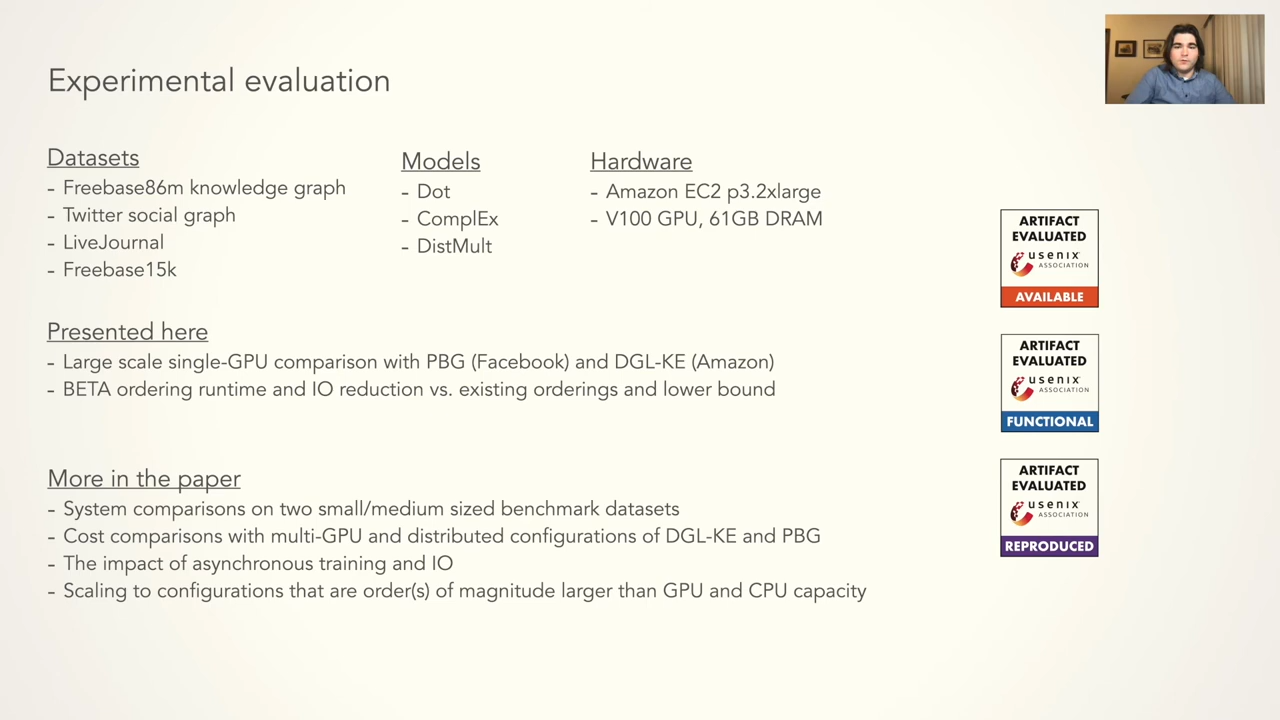 Experimental evaluation
Datasets
- Freebase86m knowledge graph
- Twitter social graph
- LiveJournal
- Freebase15k
Models
- Dot
- ComplEx
- DistMult
Hardware
- Amazon EC2 p3.2xlarge
- V100 GPU, 61GB DRAM
Presented here
- Large scale single-GPU comparison with PBG (Facebook) and DGL-KE (Amazon)
- BETA ordering runtime and IO reduction vs. existing orderings and lower bound
More in the paper
- System comparisons on two small/medium sized benchmark datasets
- Cost comparisons with multi-GPU and distributed configurations of DGL-KE and PBG
- The impact of asynchronous training and IO
- Scaling to configurations that are order(s) of magnitude larger than GPU and CPU capacity
ARTIFACT
EVALUATED
usenix
ASSOCIATION
AVAILABLE
ARTIFACT
EVALUATED
usenix
ASSOCIATION
FUNCTIONAL
ARTIFACT
EVALUATED
usenix
ASSOCIATION
REPRODUCED